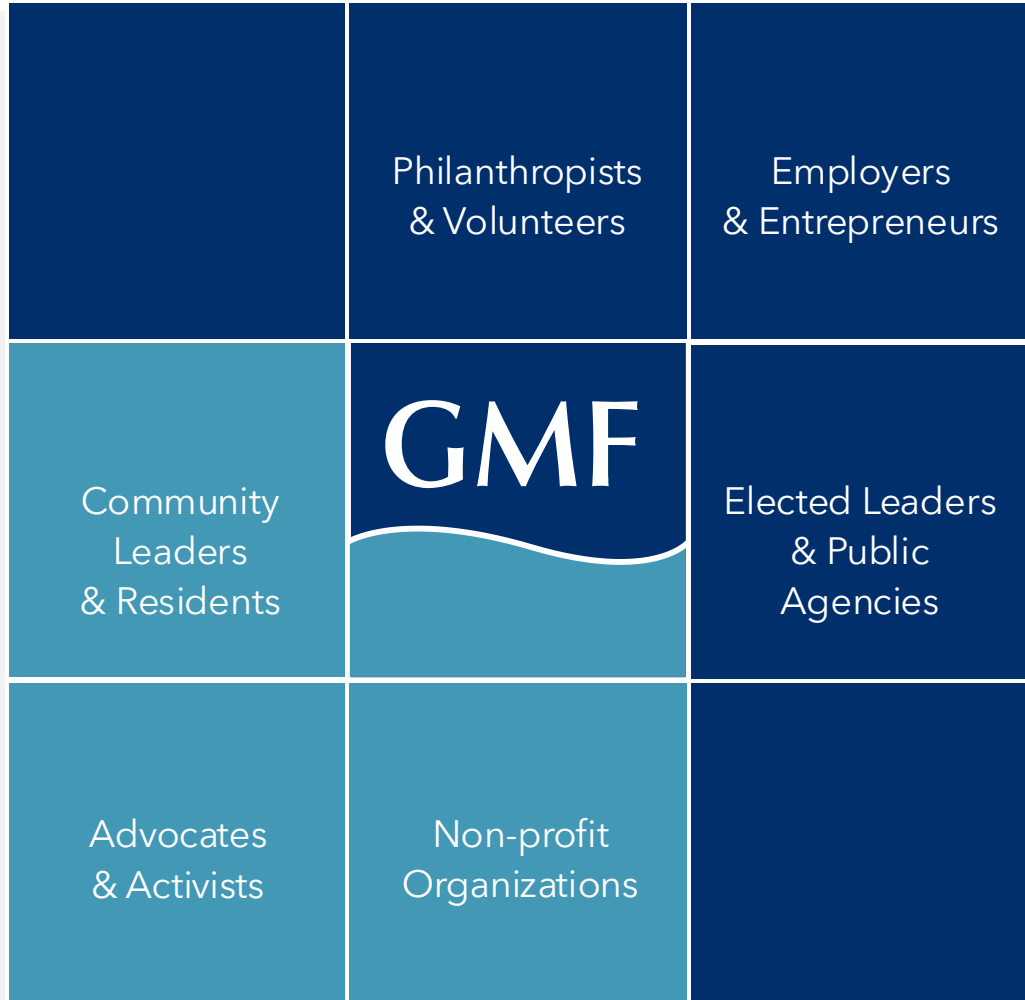 Philanthropists
& Volunteers
Employers
& Entrepreneurs
Community
Leaders
& Residents
GMF
Elected Leaders
& Public
Agencies
Advocates
& Activists
Non-profit
Organizations